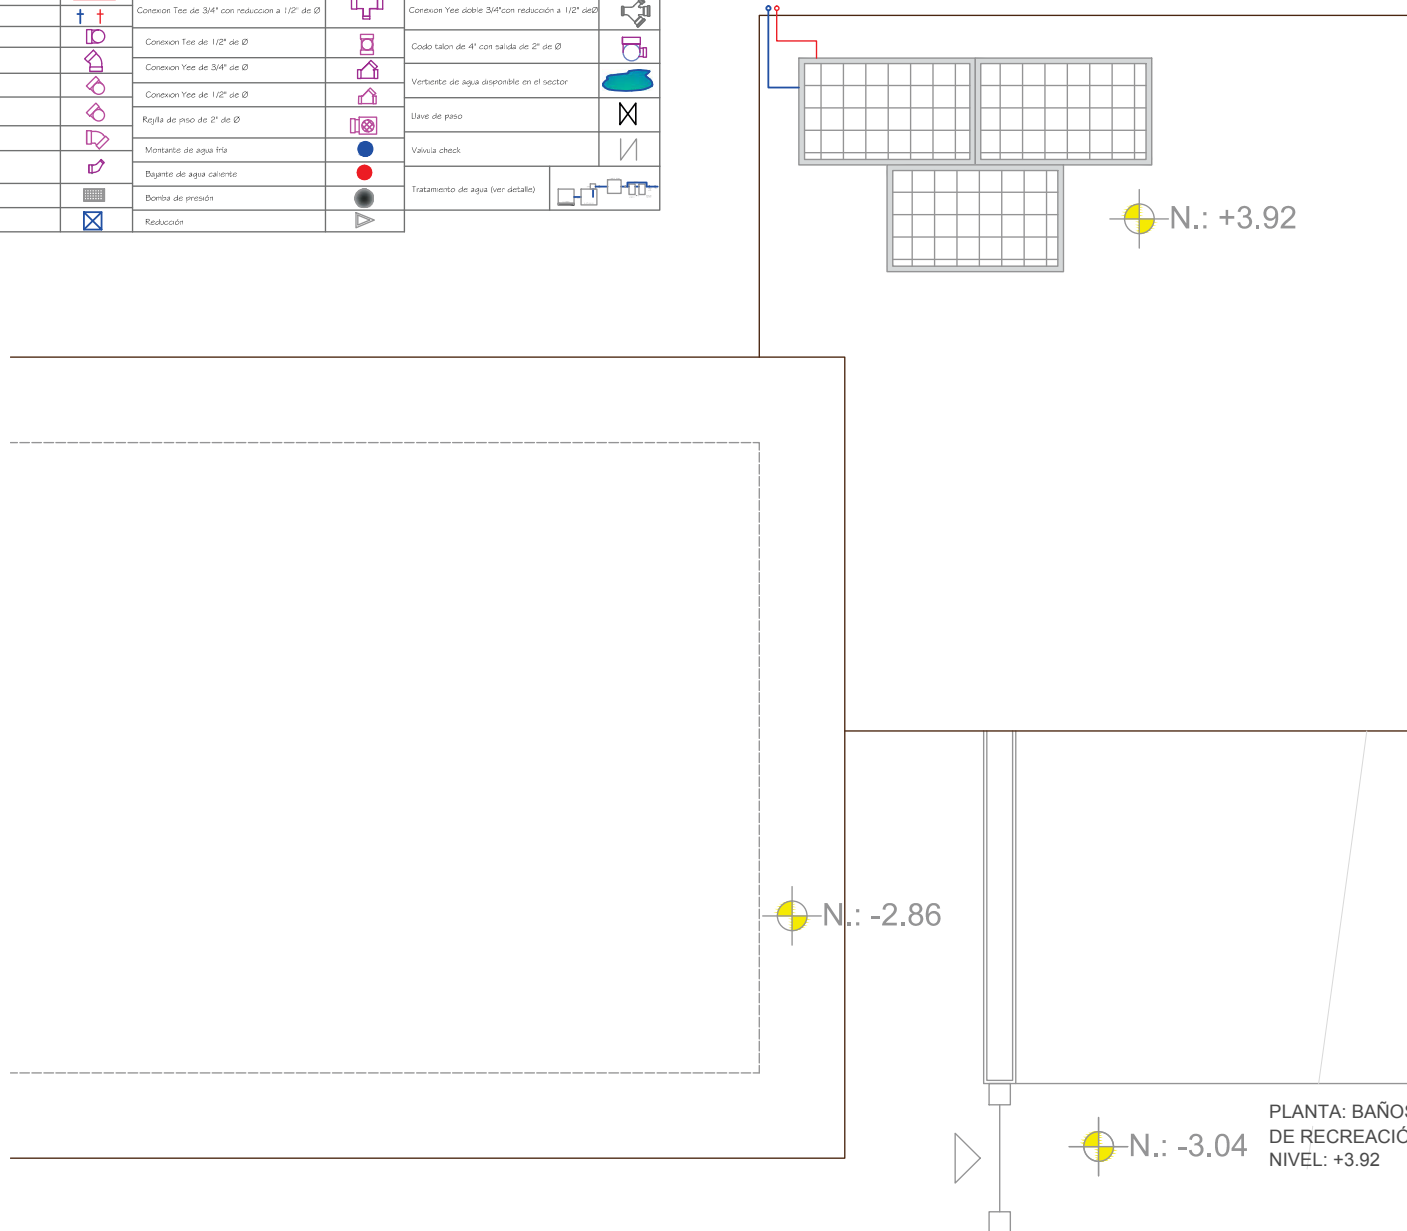 Conexion Tee de 3/4" con reduccion a 1/2" de Ø
Conexion Tee de 1/2" de Ø
Conexion Yee de 3/4" de Ø
Conexion Yee de 1/2" de Ø
Rejilla de piso de 2" de Ø
Montante de agua fría
Bajante de agua caliente
Bomba de presión
Reducción
Conexion Yee doble 3/4"con reducción a 1/2" deØ
Codo talon de 4" con salida de 2" de Ø
Vertiente de agua disponible en el sector
Llave de paso
Valvula check
Tratamiento de agua (ver detalle)
N.: +3.92
N.: -2.86
N.: -3.04
PLANTA: BAÑOS
DE RECREACIÓ
NIVEL: +3.92